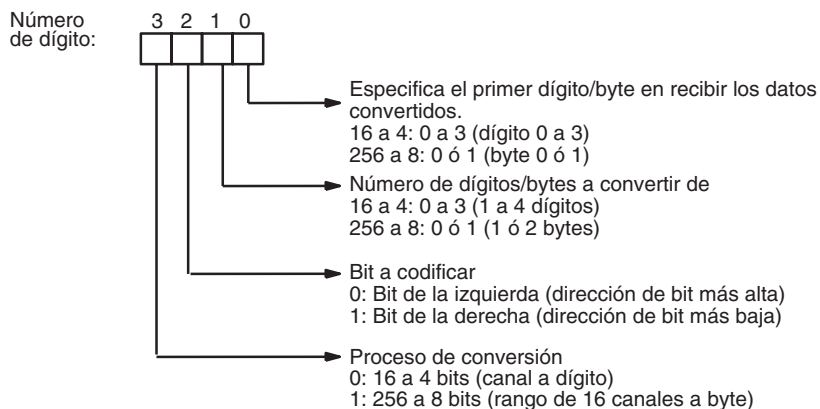 Número
de dígito:
3 2 1 0
Especifica el primer dígito/byte en recibir los datos
convertidos.
16 a 4: 0 a 3 (dígito 0 a 3)
256 a 8: 0 ó 1 (byte 0 ó 1)
Número de dígitos/bytes a convertir de
16 a 4: 0 a 3 (1 a 4 dígitos)
256 a 8: 0 ó 1 (1 ó 2 bytes)
Bit a codificar
0: Bit de la izquierda (dirección de bit más alta)
1: Bit de la derecha (dirección de bit más baja)
Proceso de conversión
0: 16 a 4 bits (canal a dígito)
1: 256 a 8 bits (rango de 16 canales a byte)